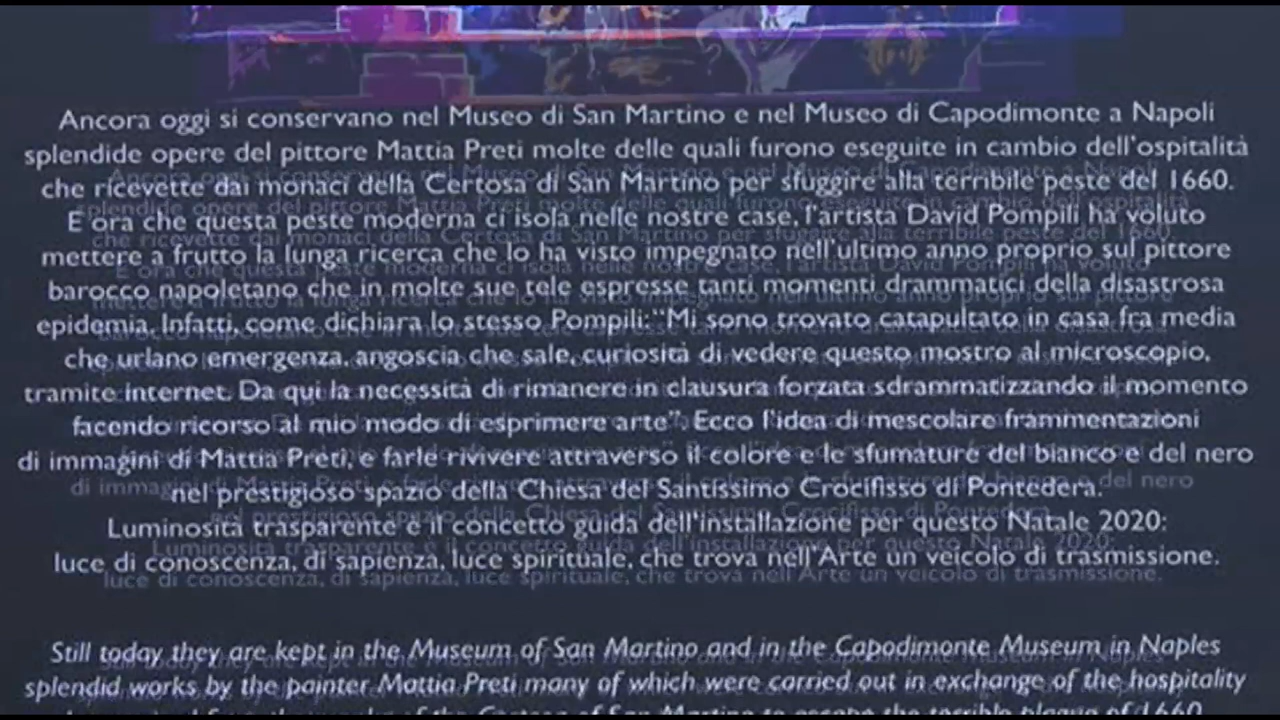 Ancora oggi si conservano nel Museo di San Martino e nel Museo di Capodimonte a Napoli
splendide opere del pittore Mattia Preti molte delle quali furono eseguite in cambio dell'ospitalità
che ricevette dai monaci della Certosa di San Martino per sfuggire alla terribile peste del 1660.
E ora che questa peste moderna ci isola nelle nostre case, l'artista David Pompili ha voluto
mettere a frutto la lunga ricerca che lo ha visto impegnato nell'ultimo anno proprio sul pittore
barocco napoletano che in molte sue tele espresse tanti momenti drammatici della disastrosa
epidemia. Infatti, come dichiara lo stesso Pompili: "Mi sono trovato catapultato in casa fra media
che urlano emergenza, angoscia che sale, curiosità di vedere questo mostro al microscopio,
tramite internet. Da qui la necessità di rimanere in clausura forzata sdrammatizzando il momento
facendo ricorso al mio modo di esprimere arte". Ecco l'idea di mescolare frammentazioni
di immagini di Mattia Preti, e farle rivivere attraverso il colore e le sfumature del bianco e del nero
nel prestigioso spazio della Chiesa del Santissimo Crocifisso di Pontedera.
Luminosità trasparente è il concetto guida dell'installazione per questo Natale 2020:
luce di conoscenza, di sapienza, luce spirituale, che trova nell'Arte un veicolo di trasmissione.
Still today they are kept in the Museum of San Martino and in the Capodimonte Museum in Naples
splendid works by the painter Mattia Preti many of which were carried out in exchange of the hospitality